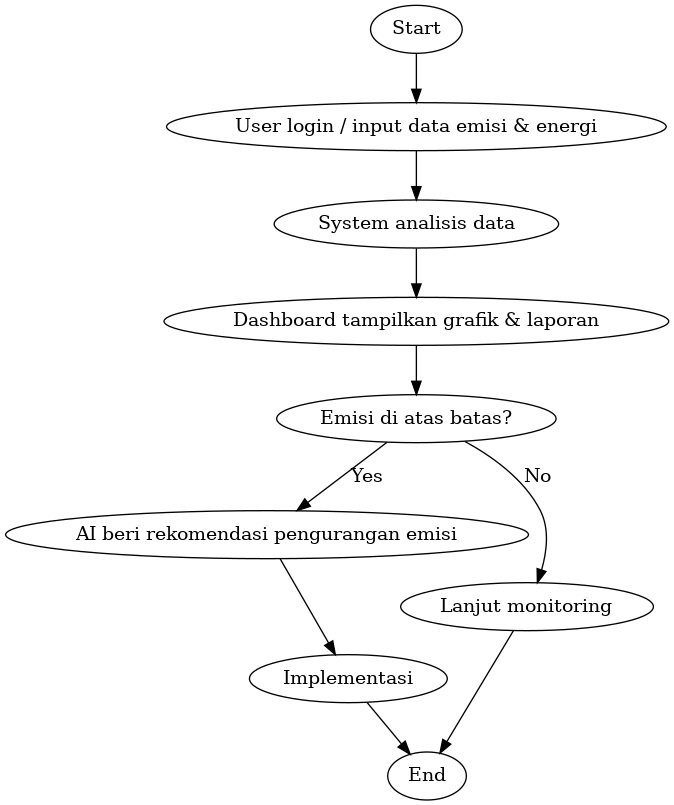 Start
User login / input data emisi & energi
System analisis data
Dashboard tampilkan grafik & laporan
Emisi di atas batas?
Yes
No
AI beri rekomendasi pengurangan emisi
Lanjut monitoring
Implementasi
End